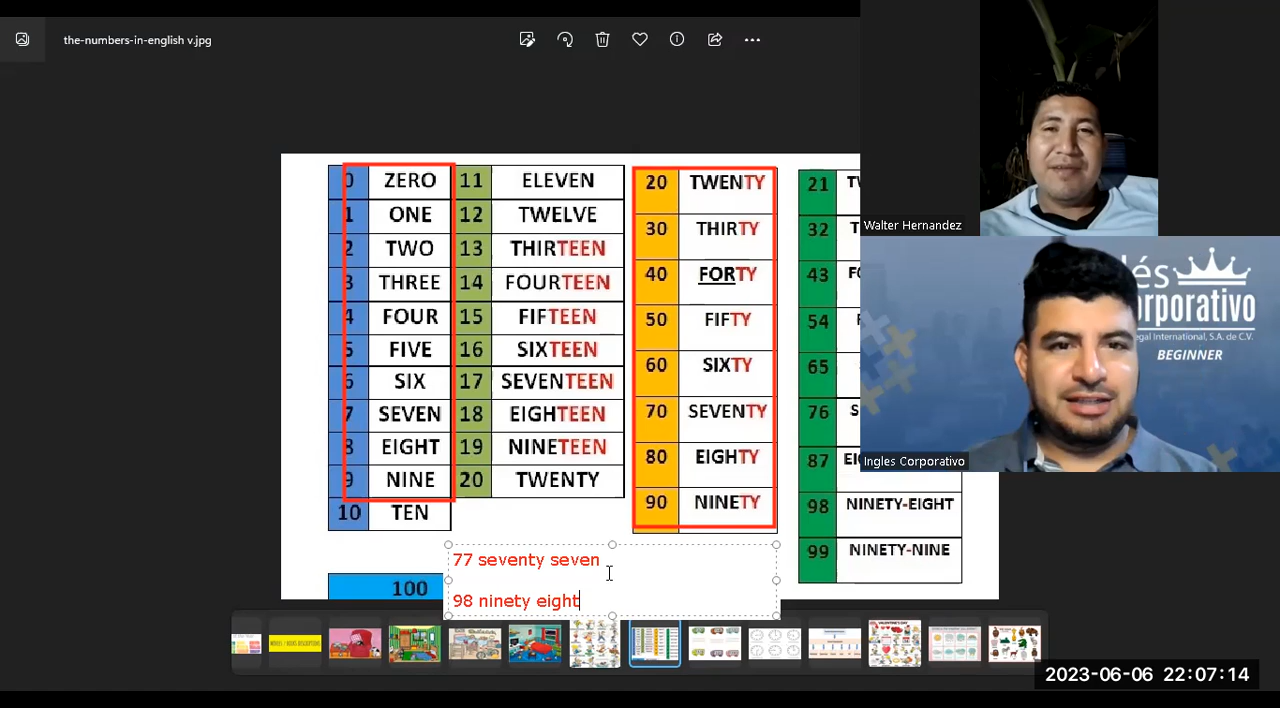 the-numbers-in-english v.jpg
0 ZERO
1 ONE
2 TWO
3 THREE
4 FOUR
5 FIVE
6 SIX
7 SEVEN
8 EIGHT
9 NINE
10 TEN
11 ELEVEN
12 TWELVE
13 THIRTEEN
14 FOURTEEN
15 FIFTEEN
16 SIXTEEN
17 SEVENTEEN
18 EIGHTEEN
19 NINETEEN
20 TWENTY
20 TWENTY
30 THIRTY
40 FORTY
50 FIFTY
60 SIXTY
70 SEVENTY
80 EIGHTY
90 NINETY
21
32
43
54
65
76
87
98 NINETY-EIGHT
99 NINETY-NINE
100
77 seventy seven
98 ninety eight
Walter Hernandez
BEGINNER
Ingles Corporativo
2023-06-06 22:07:14